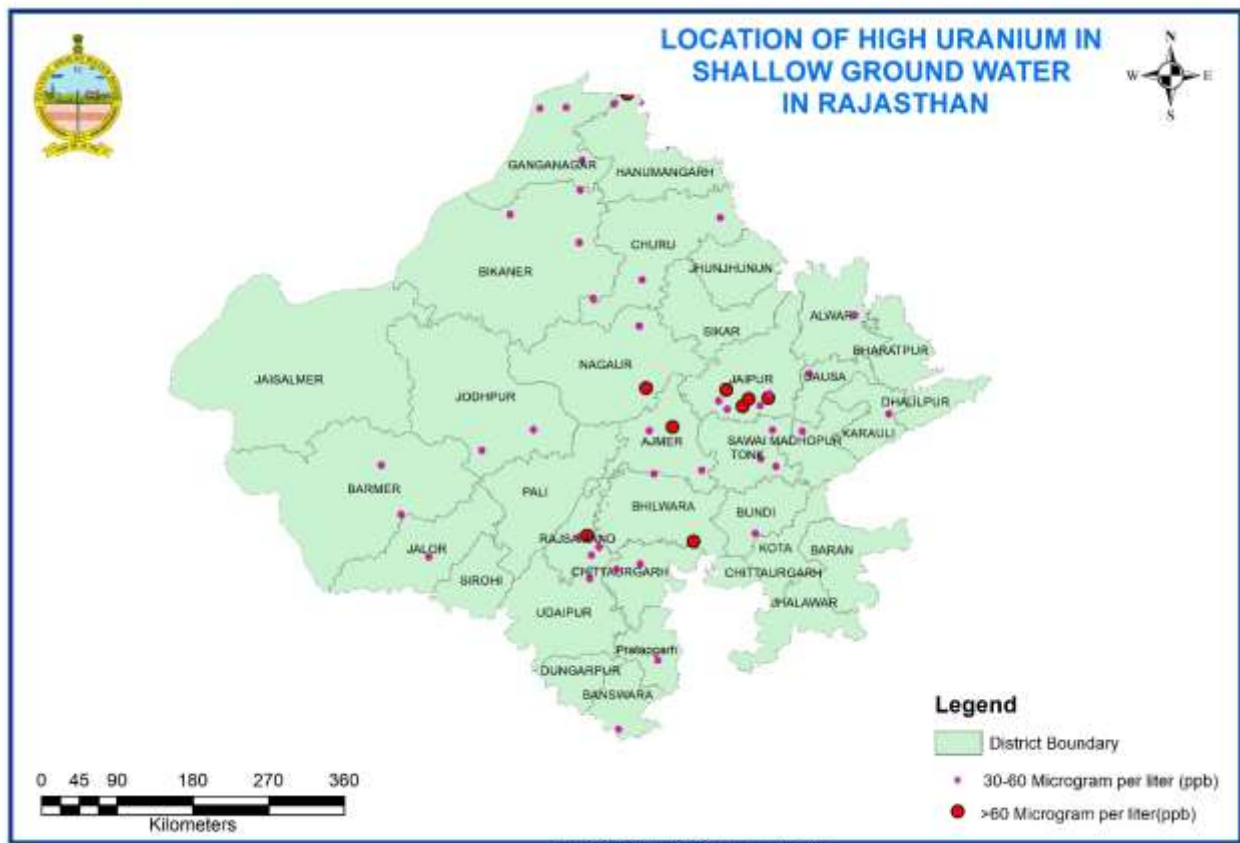 LOCATION OF HIGH URANIUM IN
SHALLOW GROUND WATER
IN RAJASTHAN
N
W E
S
GANGANAGAR
HANUMANGARH
CHURU
BIKANER
JHUNJHUNUN
SIKAR
ALWAR
BHARATPUR
NAGAUR
JAIPUR
DAUSA
JAISALMER
JODHPUR
DHALILPUR
KARAULI
AJMER
SAWAI MADHOPUR
TONK
BARMER
PALI
BHILWARA
BUNDI
RAJSAMAND
KOTA
BARAN
JALOR
CHITTAURGARH
CHITTAURGARH
SIROHI
JHALAWAR
UDAIPUR
Pratapgarh
DUNGARPUR
BANSWARA
Legend
District Boundary
30-60 Microgram per liter (ppb)
>60 Microgram per liter(ppb)
0 45 90 180 270 360
Kilometers